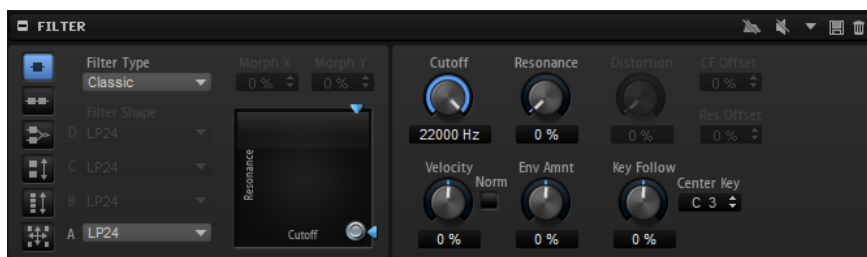 FILTER
Filter Type
Classic
Morph X Morph Y
0 % 0 %
Filter Shape
D LP24
C LP24
B LP24
A LP24
Resonance
Cutoff
Cutoff Resonance Distortion CF Offset
0 %
Res Offset
22000 Hz 0 % 0 % 0 %
Velocity Norm Env Amnt Key Follow Center Key
C 3
0 % 0 % 0 %